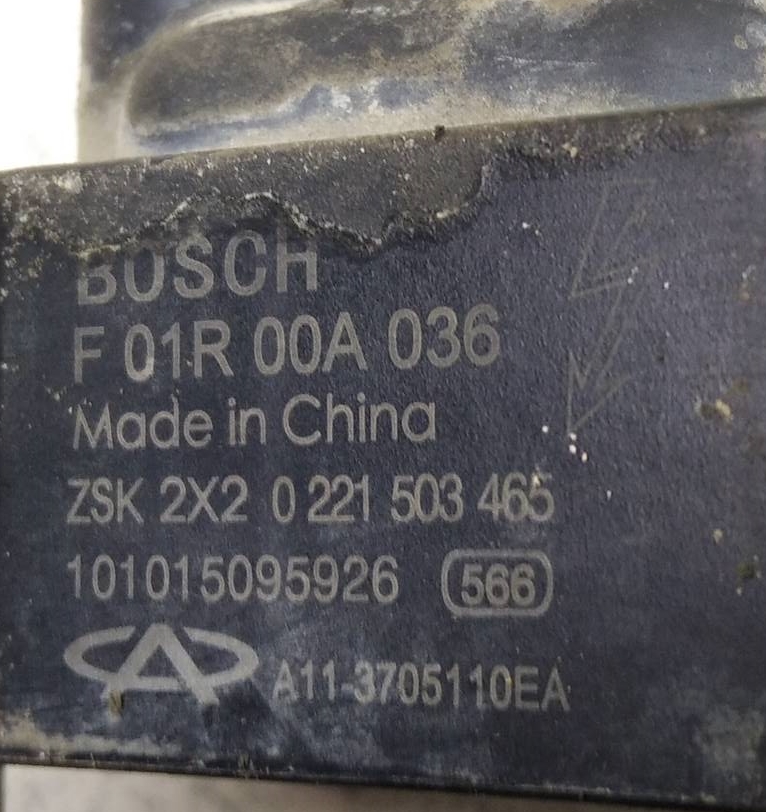 BOSCH
F 01R 00A 036
Made in China
ZSK 2X2 0 221 503 465
101015095926 566
A11-3705110EA